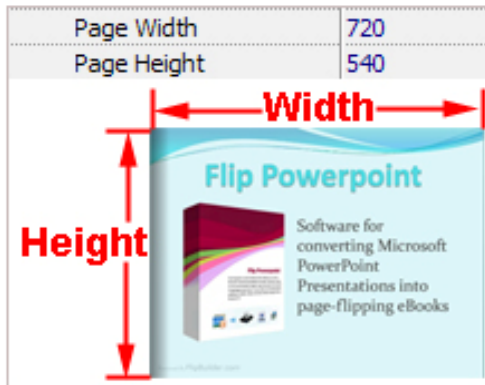 Page Width 720
Page Height 540
Width
Height
Flip Powerpoint
Software for
converting Microsoft
PowerPoint
Presentations into
page-flipping eBooks